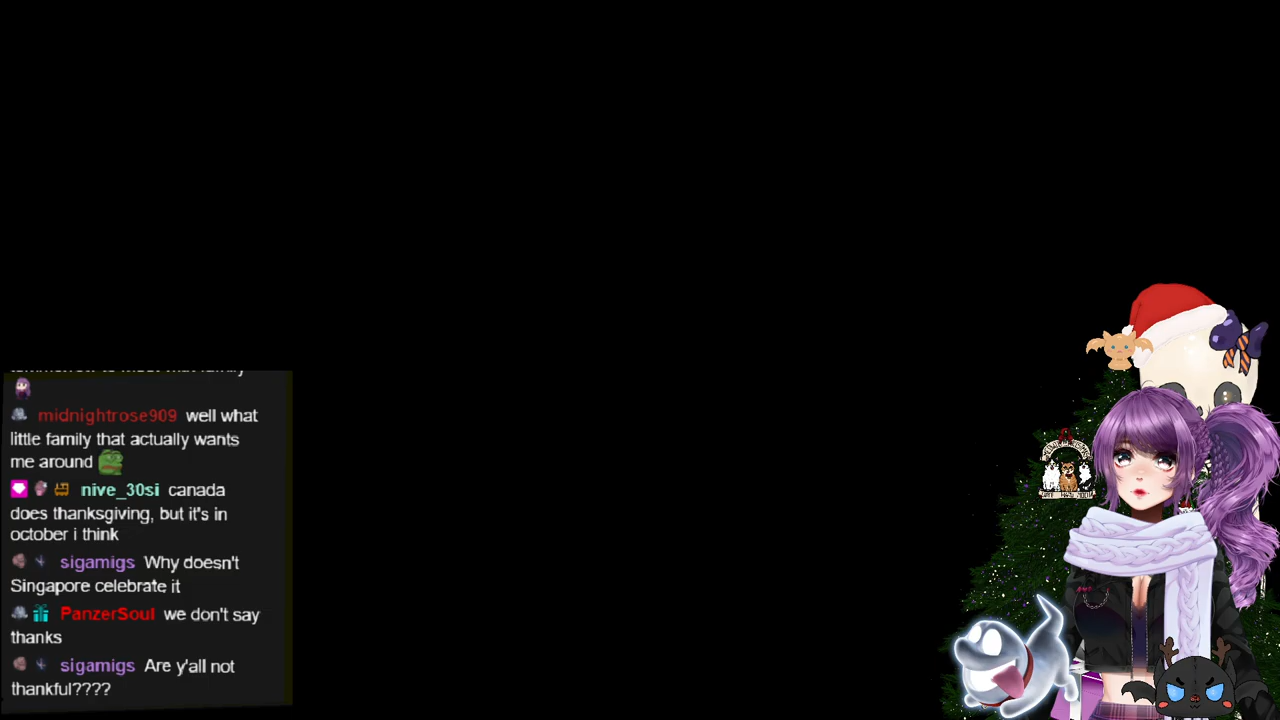 midnightrose909 well what
little family that actually wants
me around
nive_30si canada
does thanksgiving, but it's in
october i think
sigamigs Why doesn't
Singapore celebrate it
PanzerSoul we don't say
thanks
sigamigs Are y'all not
thankful????